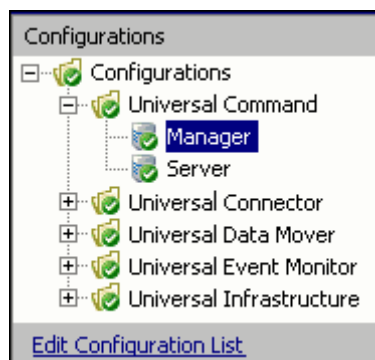 Configurations
Configurations
Universal Command
Manager
Server
Universal Connector
Universal Data Mover
Universal Event Monitor
Universal Infrastructure
Edit Configuration List